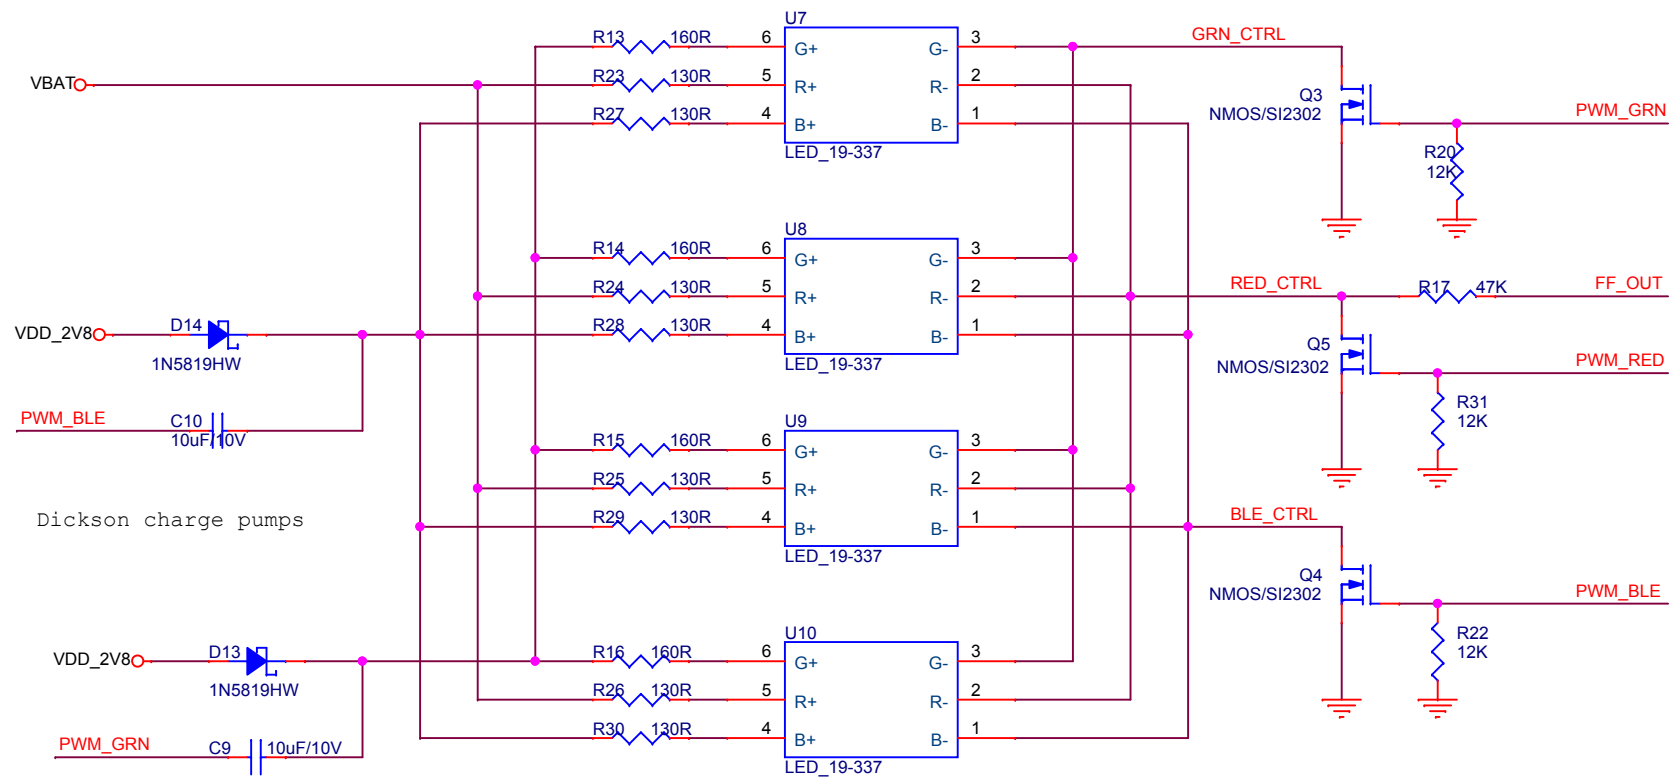 U7
R13 160R 6 G+ G- 3 GRN_CTRL
VBAT R23 130R 5 R+ R- 2
Q3
NMOS/SI2302
R27 130R 4 B+ B- 1 PWM_GRN
LED_19-337
R20
12K
U8
R14 160R 6 G+ G- 3
R24 130R 5 R+ R- 2 RED_CTRL R17 47K FF_OUT
VDD_2V8 D14 R28 130R 4 B+ B- 1
1N5819HW
LED_19-337
Q5
NMOS/SI2302
PWM_RED
PWM_BLE C10
10uF/10V
R31
12K
U9
R15 160R 6 G+ G- 3
R25 130R 5 R+ R- 2
Dickson charge pumps
R29 130R 4 B+ B- 1 BLE_CTRL
LED_19-337
Q4
NMOS/SI2302
PWM_BLE
R22
12K
U10
VDD_2V8 D13 R16 160R 6 G+ G- 3
1N5819HW
R26 130R 5 R+ R- 2
PWM_GRN C9 10uF/10V
R30 130R 4 B+ B- 1
LED_19-337